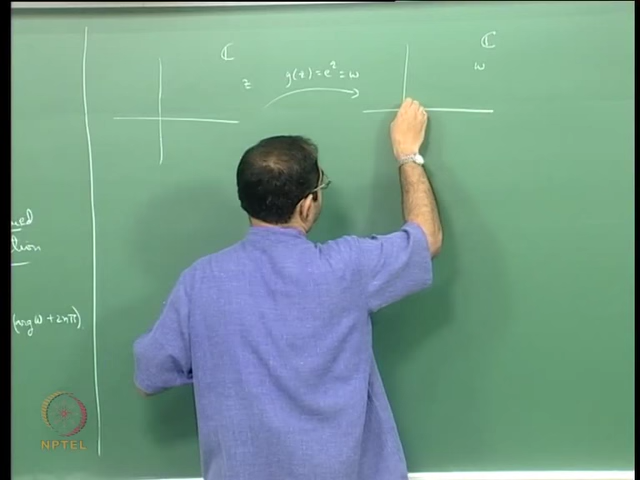 ℂ
z
g(z) = e^z = w
ℂ
w
(arg w + 2nπ)
NPTEL